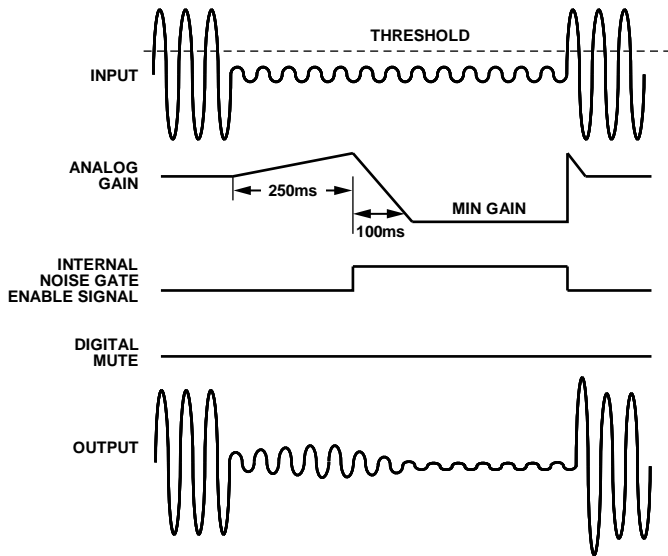 THRESHOLD
INPUT
ANALOG
GAIN
250ms
MIN GAIN
100ms
INTERNAL
NOISE GATE
ENABLE SIGNAL
DIGITAL
MUTE
OUTPUT